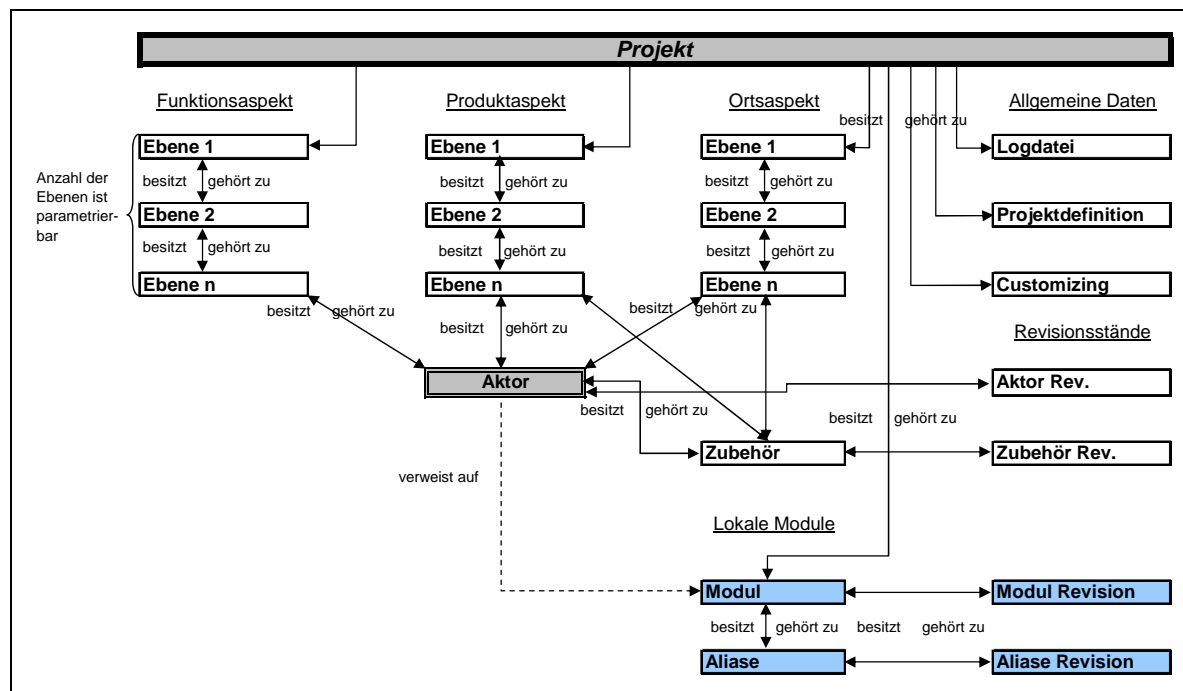 Projekt
Funktionsaspekt
Produktaspekt
Ortsaspekt
Allgemeine Daten
besitzt gehört zu
Ebene 1
Ebene 1
Ebene 1
Logdatei
Anzahl der
Ebenen ist
parametrier-
bar
besitzt gehört zu
besitzt gehört zu
besitzt gehört zu
Ebene 2
Ebene 2
Ebene 2
Projektdefinition
besitzt gehört zu
besitzt gehört zu
besitzt gehört zu
Ebene n
Ebene n
Ebene n
Customizing
besitzt gehört zu
besitzt gehört zu
besitzt gehört zu
Revisionsstände
Aktor
Aktor Rev.
besitzt gehört zu
besitzt gehört zu
Zubehör
Zubehör Rev.
verweist auf
Lokale Module
Modul
Modul Revision
besitzt gehört zu
besitzt gehört zu
Aliase
Aliase Revision